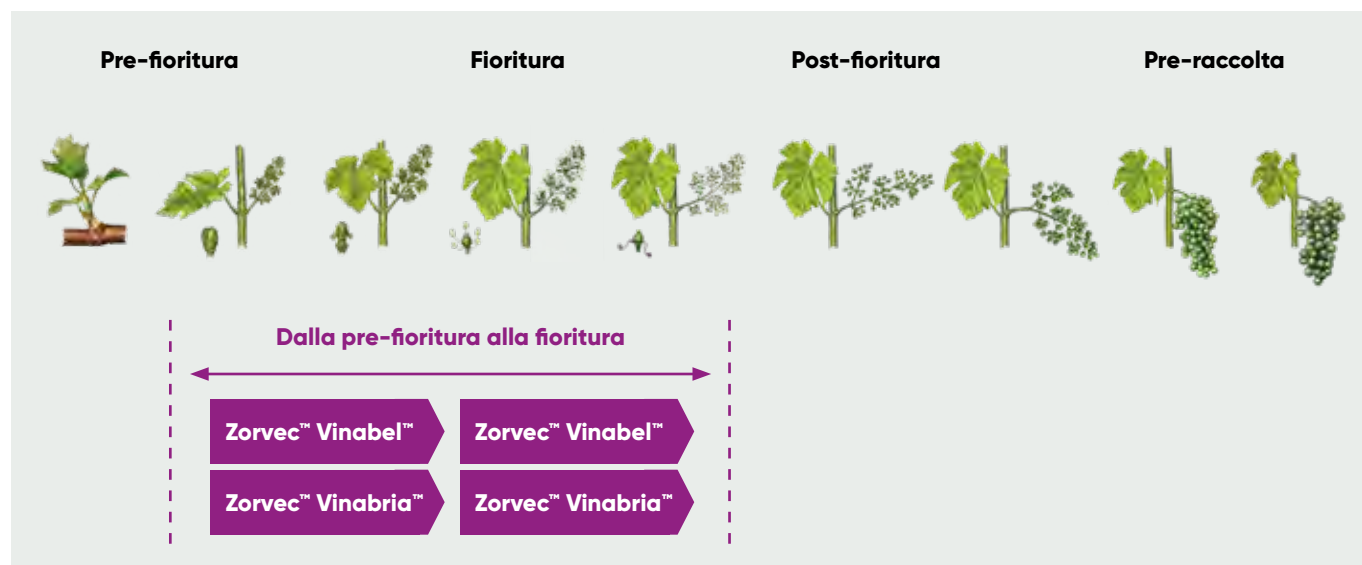 Pre-fioritura
Fioritura
Post-fioritura
Pre-raccolta
Dalla pre-fioritura alla fioritura
Zorvec™ Vinabel™
Zorvec™ Vinabel™
Zorvec™ Vinabria™
Zorvec™ Vinabria™